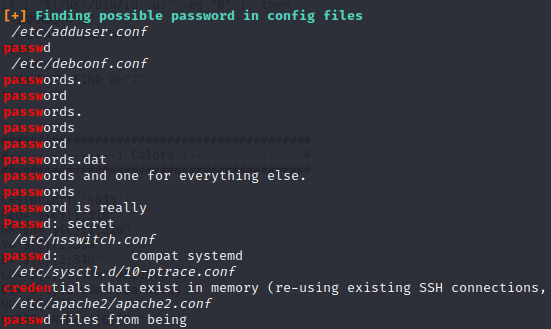 [+] Finding possible password in config files
/etc/adduser.conf
passwd
/etc/debconf.conf
passwords.
password
passwords.
passwords
password
passwords.dat
passwords and one for everything else.
passwords
password is really
Passwd: secret
/etc/nsswitch.conf
passwd: compat systemd
/etc/sysctl.d/10-ptrace.conf
credentials that exist in memory (re-using existing SSH connections,
/etc/apache2/apache2.conf
passwd files from being